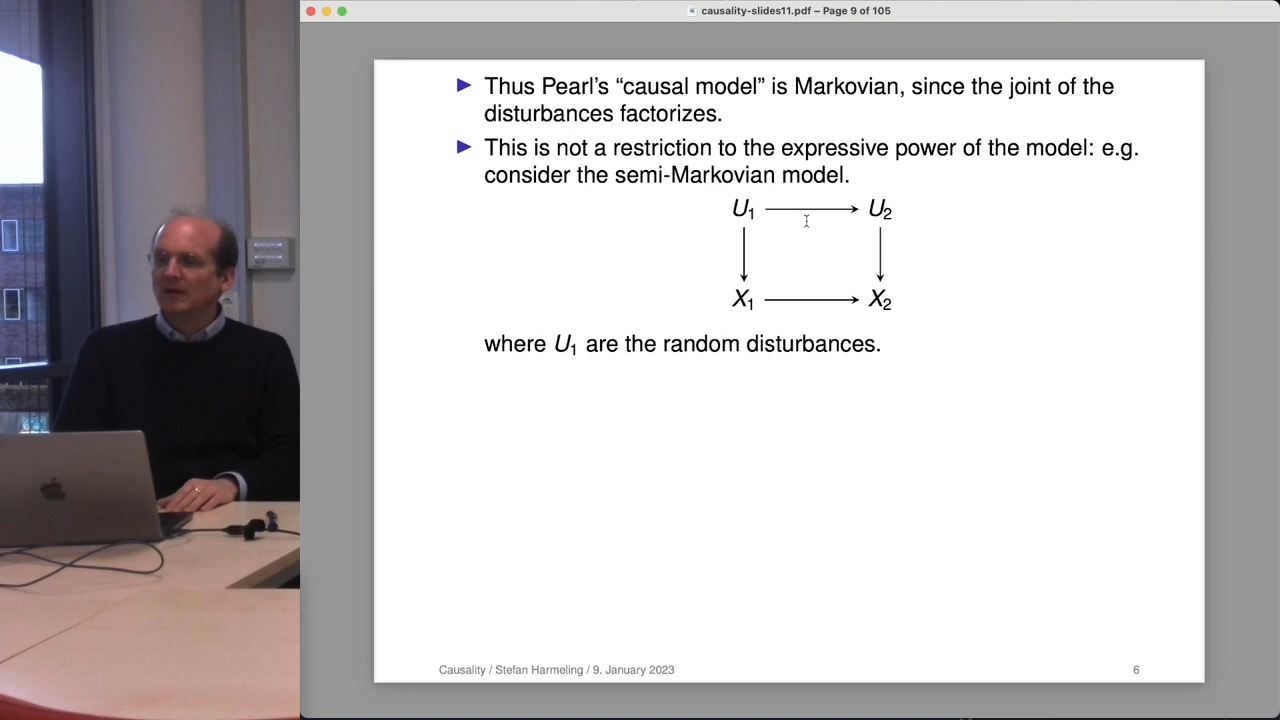 causality-slides11.pdf – Page 9 of 105
Thus Pearl's “causal model” is Markovian, since the joint of the
disturbances factorizes.
This is not a restriction to the expressive power of the model: e.g.
consider the semi-Markovian model.
U1 U2
X1 X2
where U1 are the random disturbances.
Causality / Stefan Harmeling / 9. January 2023 6